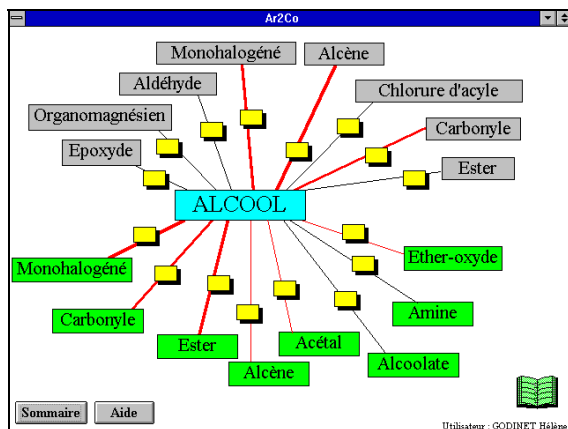 Ar2Co
Monohalogéné
Alcène
Aldéhyde
Chlorure d'acyle
Organomagnésien
Carbonyle
Epoxyde
Ester
ALCOOL
Monohalogéné
Ether-oxyde
Carbonyle
Amine
Ester
Acétal
Alcoolate
Alcène
Sommaire
Aide
Utilisateur : GODINET Hélène